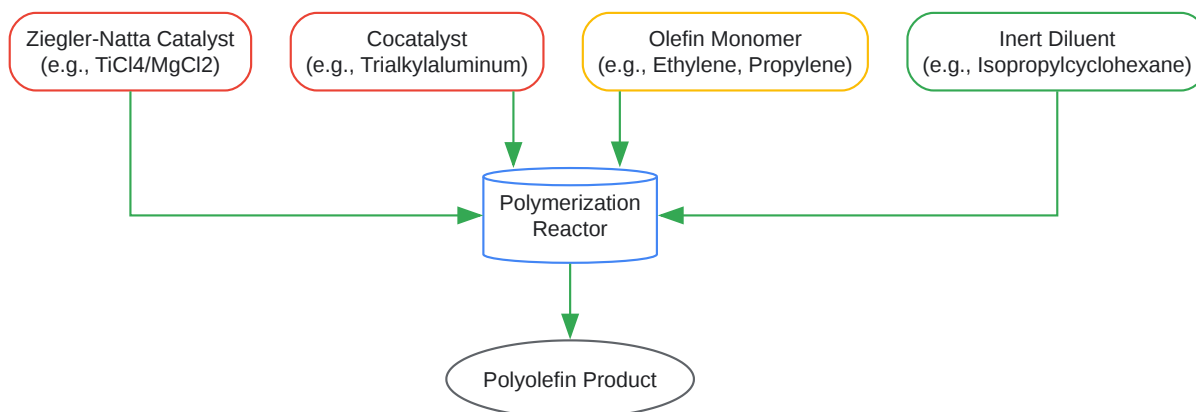 Ziegler-Natta Catalyst
(e.g., TiCl4/MgCl2)
Cocatalyst
(e.g., Trialkylaluminum)
Olefin Monomer
(e.g., Ethylene, Propylene)
Inert Diluent
(e.g., Isopropylcyclohexane)
Polymerization
Reactor
Polyolefin Product